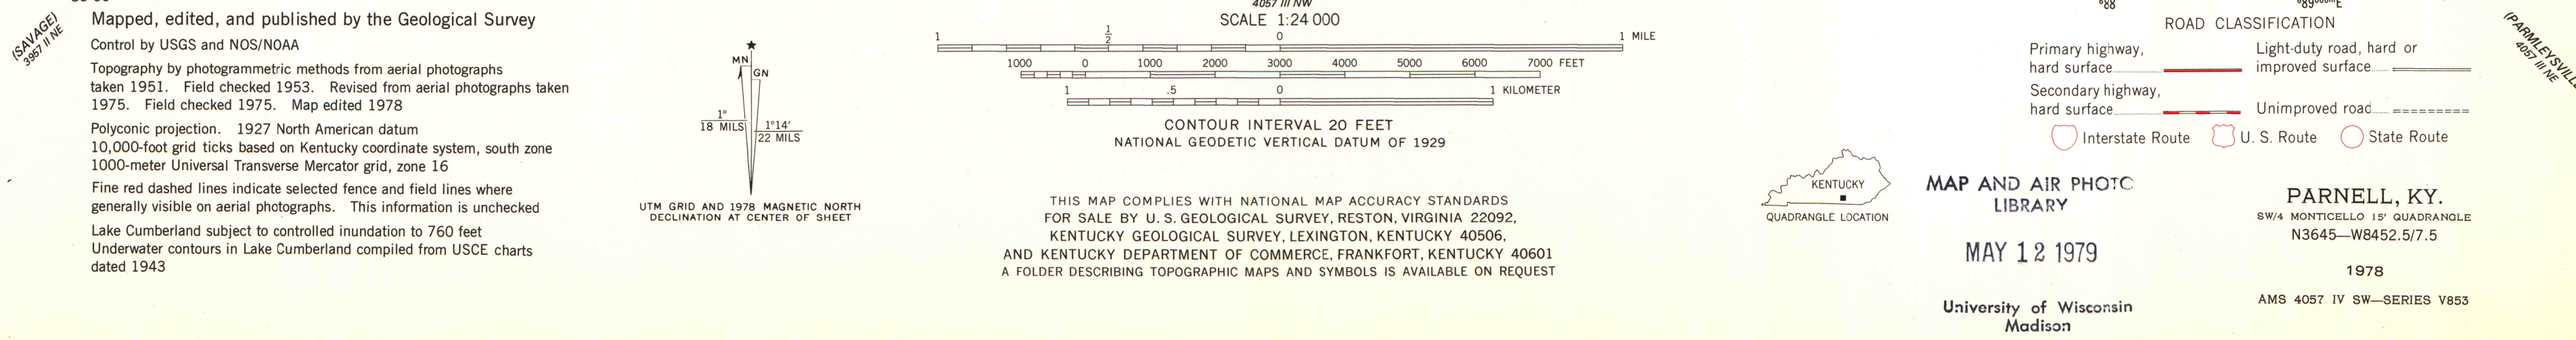 (SAVAGE)
3957 II NE
Mapped, edited, and published by the Geological Survey
Control by USGS and NOS/NOAA
Topography by photogrammetric methods from aerial photographs
taken 1951. Field checked 1953. Revised from aerial photographs taken
1975. Field checked 1975. Map edited 1978
Polyconic projection. 1927 North American datum
10,000-foot grid ticks based on Kentucky coordinate system, south zone
1000-meter Universal Transverse Mercator grid, zone 16
Fine red dashed lines indicate selected fence and field lines where
generally visible on aerial photographs. This information is unchecked
Lake Cumberland subject to controlled inundation to 760 feet
Underwater contours in Lake Cumberland compiled from USCE charts
dated 1943
MN
GN
1°
18 MILS
1°14′
22 MILS
UTM GRID AND 1978 MAGNETIC NORTH
DECLINATION AT CENTER OF SHEET
4057 III NW
SCALE 1:24 000
1 1/2 0 1 MILE
1000 0 1000 2000 3000 4000 5000 6000 7000 FEET
1 .5 0 1 KILOMETER
CONTOUR INTERVAL 20 FEET
NATIONAL GEODETIC VERTICAL DATUM OF 1929
THIS MAP COMPLIES WITH NATIONAL MAP ACCURACY STANDARDS
FOR SALE BY U. S. GEOLOGICAL SURVEY, RESTON, VIRGINIA 22092,
KENTUCKY GEOLOGICAL SURVEY, LEXINGTON, KENTUCKY 40506,
AND KENTUCKY DEPARTMENT OF COMMERCE, FRANKFORT, KENTUCKY 40601
A FOLDER DESCRIBING TOPOGRAPHIC MAPS AND SYMBOLS IS AVAILABLE ON REQUEST
KENTUCKY
QUADRANGLE LOCATION
MAP AND AIR PHOTO
LIBRARY
MAY 12 1979
University of Wisconsin
Madison
688
689000mE
ROAD CLASSIFICATION
Primary highway,
hard surface
Light-duty road, hard or
improved surface
Secondary highway,
hard surface
Unimproved road
Interstate Route U. S. Route State Route
PARNELL, KY.
SW/4 MONTICELLO 15′ QUADRANGLE
N3645—W8452.5/7.5
1978
AMS 4057 IV SW—SERIES V853
(PARMLEYSVILLE
4057 III NE